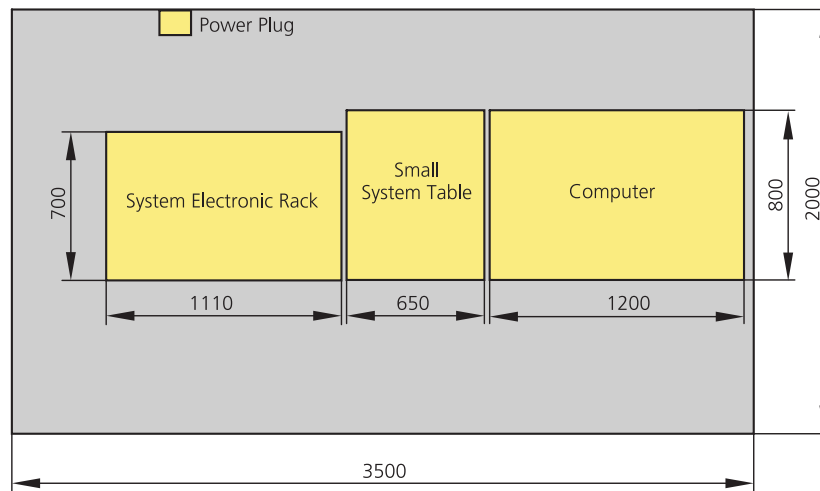 Power Plug
System Electronic Rack
Small
System Table
Computer
700
800
2000
1110
650
1200
3500